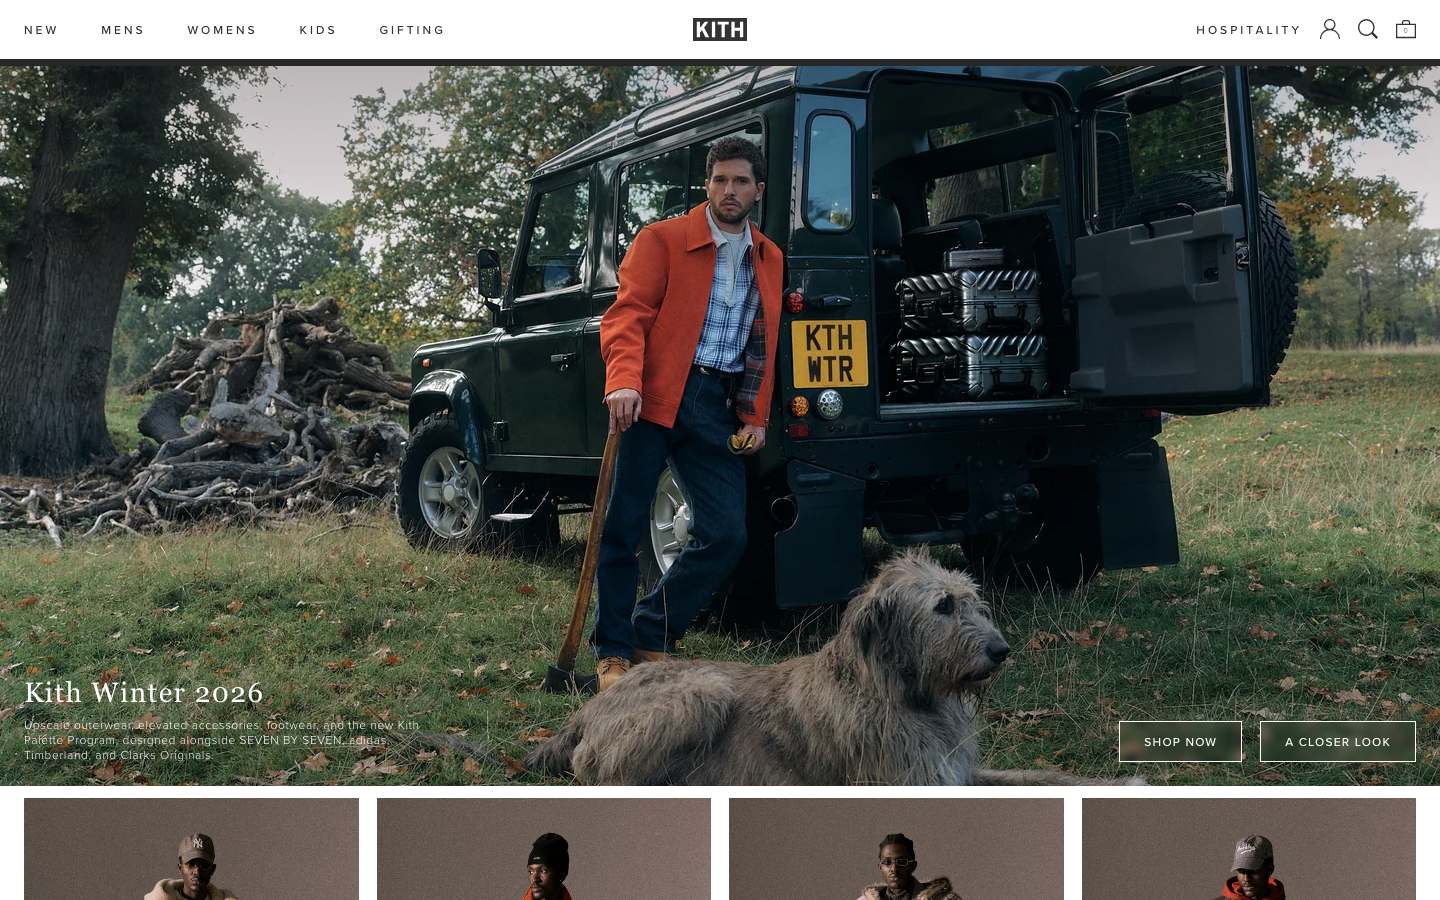 NEW MENS WOMENS KIDS GIFTING KITH HOSPITALITY 0
KTH
WTR
Kith Winter 2026
Upscale outerwear, elevated accessories, footwear, and the new Kith
Palette Program, designed alongside SEVEN BY SEVEN, adidas,
Timberland, and Clarks Originals.
SHOP NOW A CLOSER LOOK